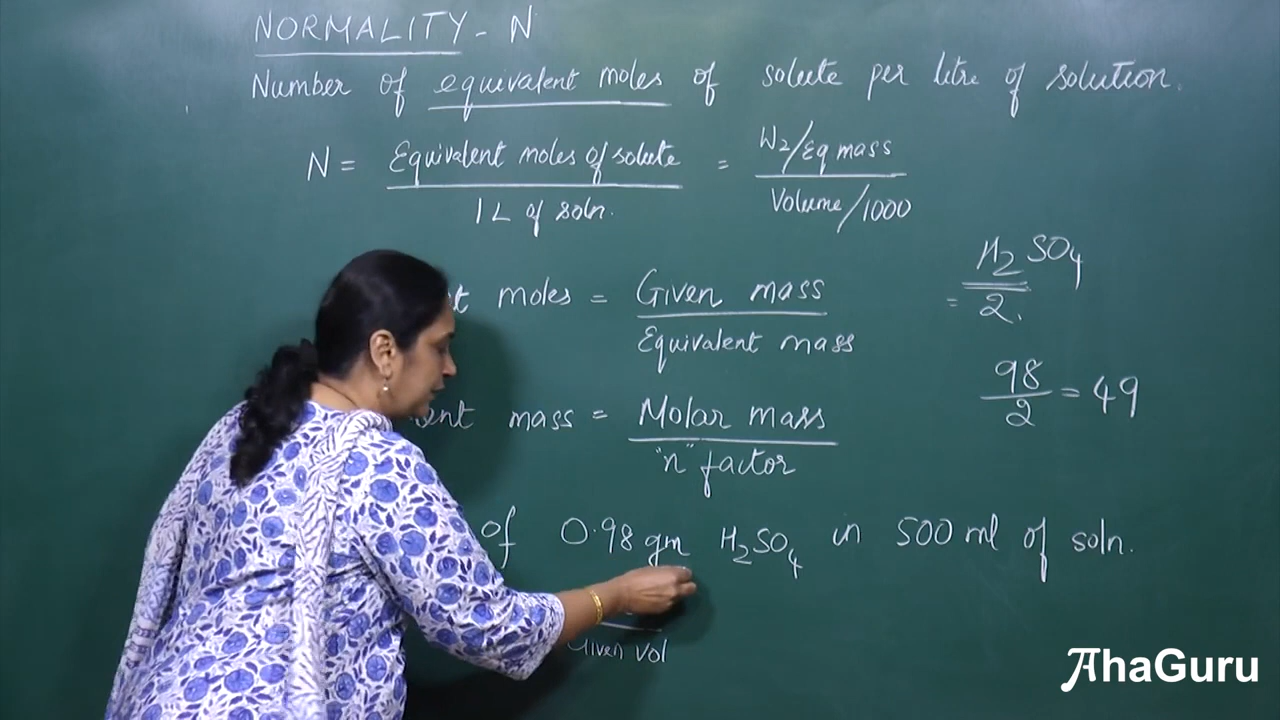 NORMALITY - N
Number of equivalent moles of solute per litre of solution.
N = Equivalent moles of solute / 1 L of soln. = W2/Eq mass / Volume/1000
H2SO4
= 2.
moles = Given mass
Equivalent mass
98 / 2 = 49
mass = Molar mass
"n" factor
of 0.98 gm H2SO4 in 500 ml of soln.
Given vol
AhaGuru